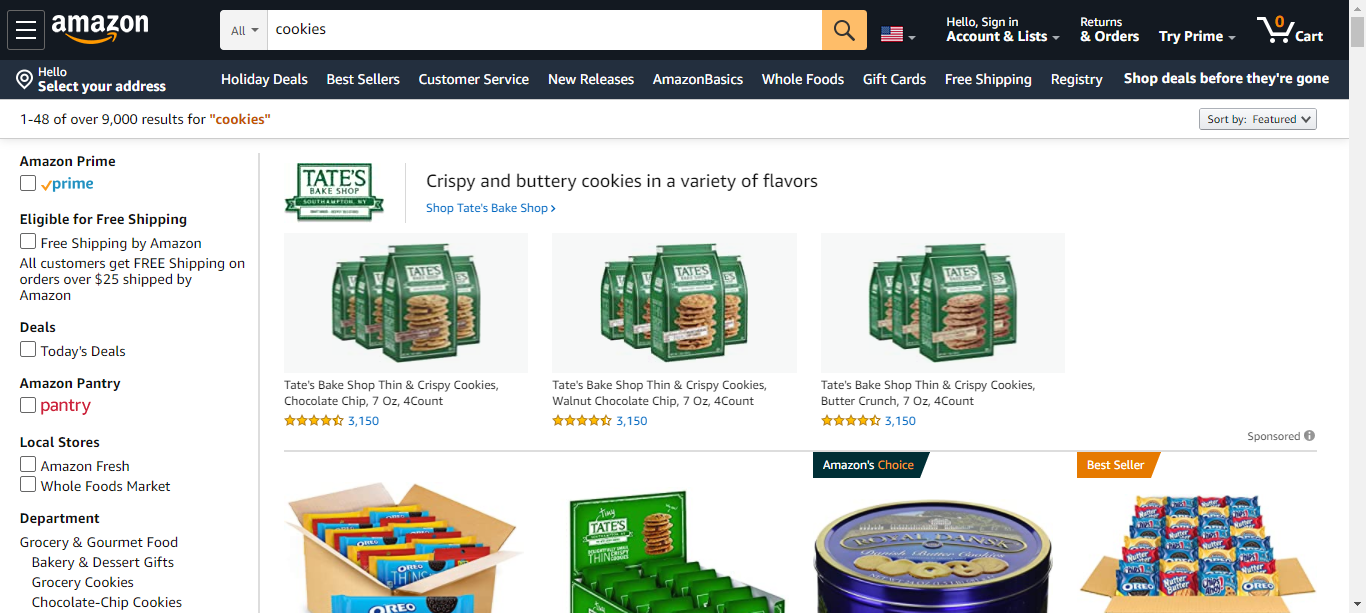 amazon
All
cookies
Hello, Sign in
Account & Lists
Returns
& Orders
Try Prime
0
Cart
Hello
Select your address
Holiday Deals
Best Sellers
Customer Service
New Releases
AmazonBasics
Whole Foods
Gift Cards
Free Shipping
Registry
Shop deals before they're gone
1-48 of over 9,000 results for "cookies"
Sort by: Featured
Amazon Prime
prime
Eligible for Free Shipping
Free Shipping by Amazon
All customers get FREE Shipping on
orders over $25 shipped by
Amazon
Deals
Today's Deals
Amazon Pantry
pantry
Local Stores
Amazon Fresh
Whole Foods Market
Department
Grocery & Gourmet Food
Bakery & Dessert Gifts
Grocery Cookies
Chocolate-Chip Cookies
TATE'S
BAKE SHOP
SOUTHAMPTON, NY
Crispy and buttery cookies in a variety of flavors
Shop Tate's Bake Shop ›
TATE'S
TATE'S
TATE'S
Tate's Bake Shop Thin & Crispy Cookies,
Chocolate Chip, 7 Oz, 4Count
3,150
Tate's Bake Shop Thin & Crispy Cookies,
Walnut Chocolate Chip, 7 Oz, 4Count
3,150
Tate's Bake Shop Thin & Crispy Cookies,
Butter Crunch, 7 Oz, 4Count
3,150
Sponsored
Amazon's Choice
Best Seller
OREO
THINS
OREO
tiny
TATE'S
BAKE SHOP
THIN
ROYAL DANSK
Danish Butter Cookies
Nutter Butter
OREO